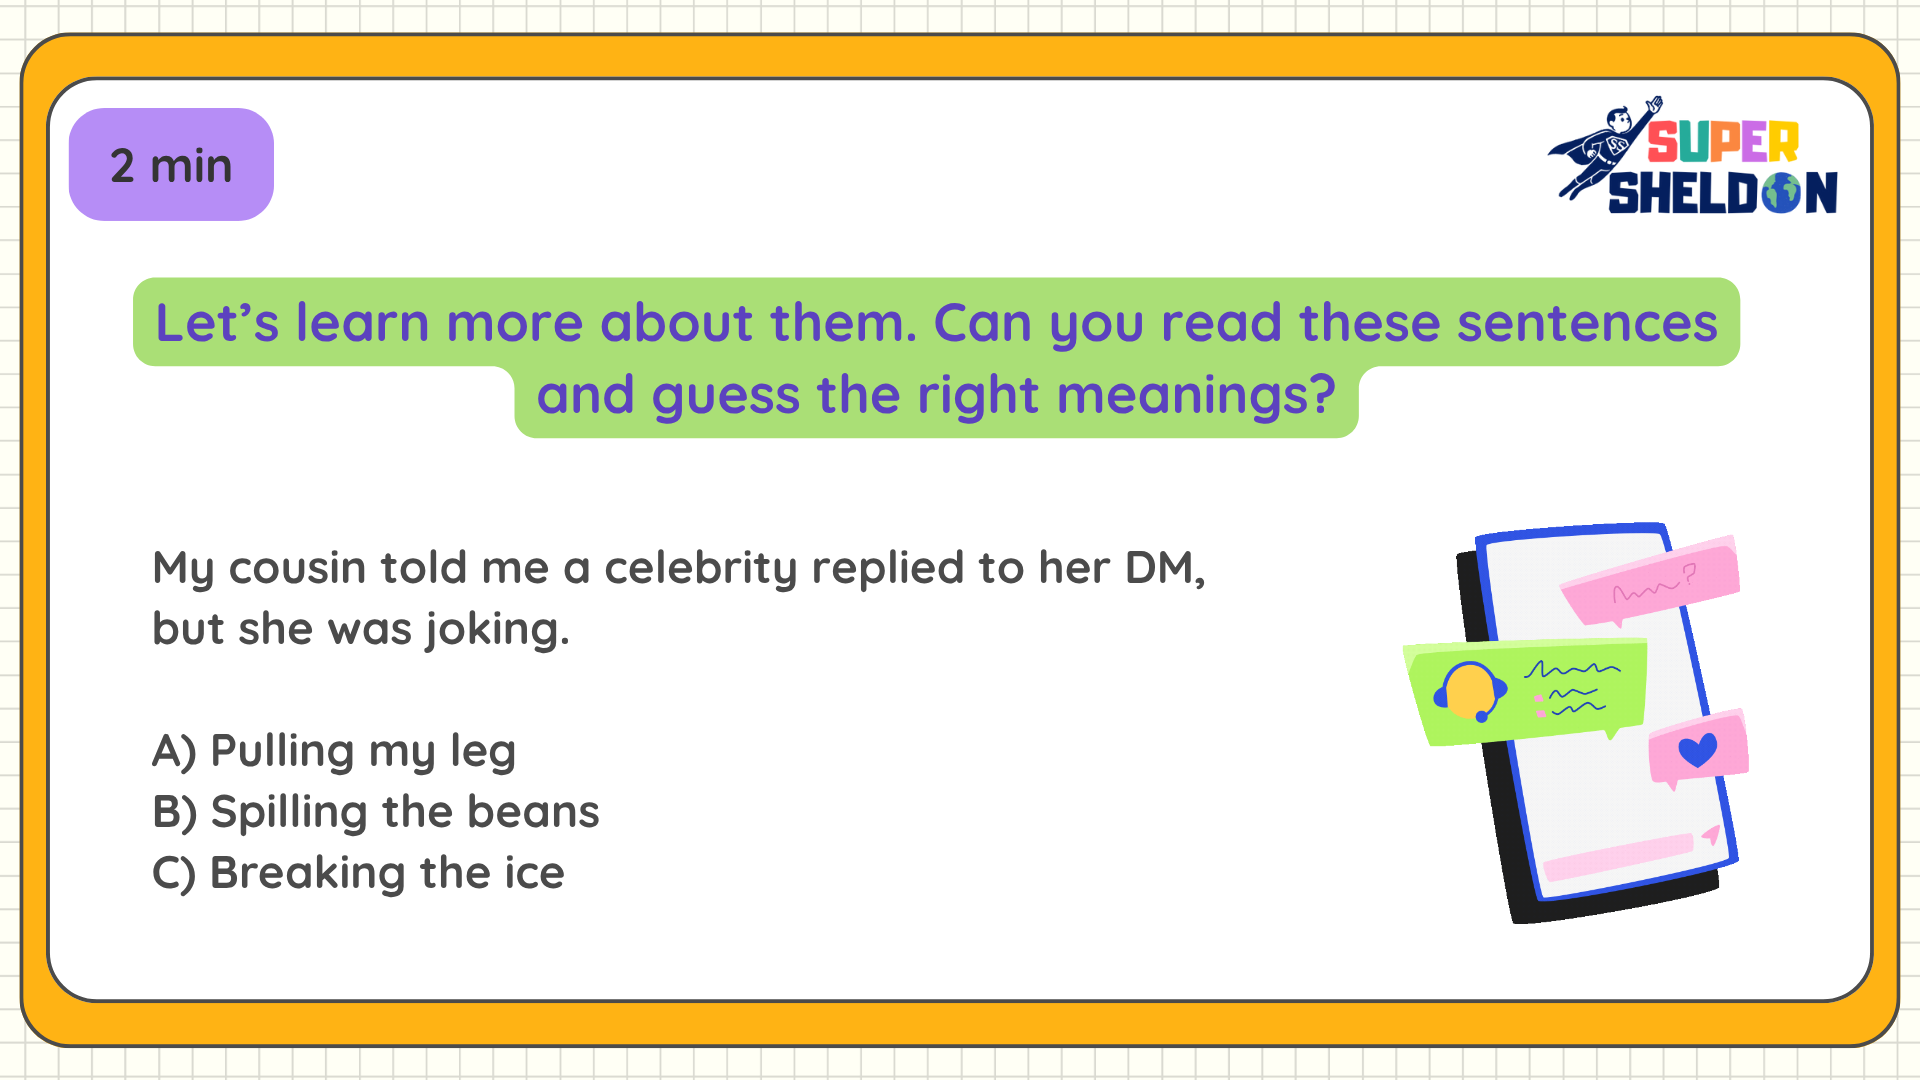 2 min
SUPER
SHELDON
Let’s learn more about them. Can you read these sentences
and guess the right meanings?
My cousin told me a celebrity replied to her DM,
but she was joking.
A) Pulling my leg
B) Spilling the beans
C) Breaking the ice
?